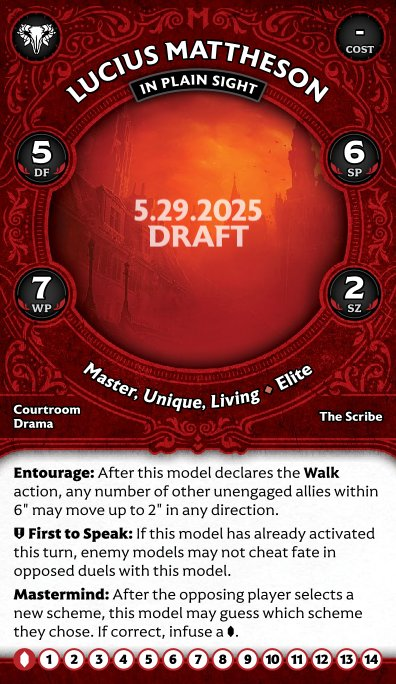 -
COST
LUCIUS MATTHESON
IN PLAIN SIGHT
5
DF
6
SP
5.29.2025
DRAFT
7
WP
2
SZ
Master, Unique, Living ♦ Elite
Courtroom
Drama
The Scribe
Entourage: After this model declares the Walk
action, any number of other unengaged allies within
6" may move up to 2" in any direction.
First to Speak: If this model has already activated
this turn, enemy models may not cheat fate in
opposed duels with this model.
Mastermind: After the opposing player selects a
new scheme, this model may guess which scheme
they chose. If correct, infuse a .
1 2 3 4 5 6 7 8 9 10 11 12 13 14